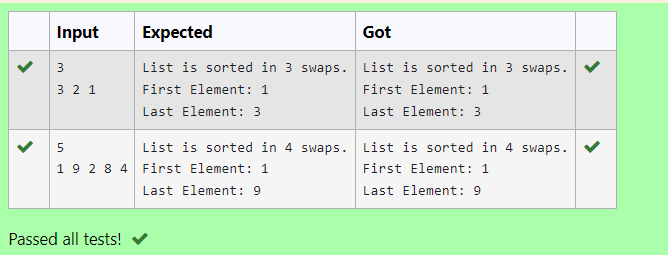 Input Expected Got
3 List is sorted in 3 swaps. List is sorted in 3 swaps.
3 2 1 First Element: 1 First Element: 1
Last Element: 3 Last Element: 3
5 List is sorted in 4 swaps. List is sorted in 4 swaps.
1 9 2 8 4 First Element: 1 First Element: 1
Last Element: 9 Last Element: 9
Passed all tests!